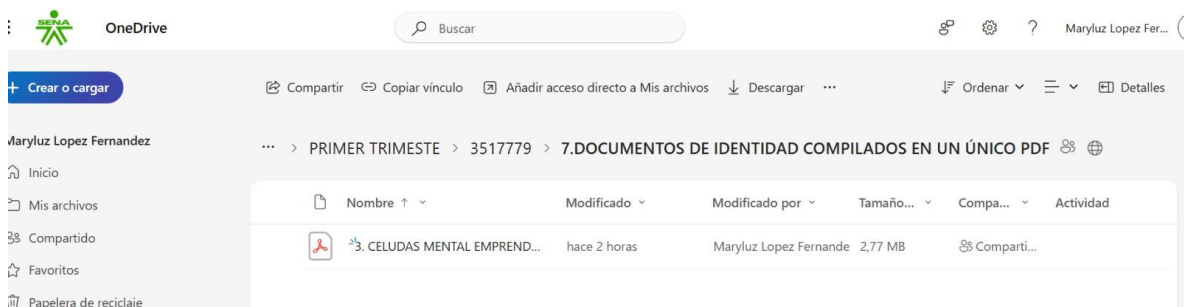 SENA
OneDrive
Buscar
Maryluz Lopez Fer...
+ Crear o cargar
Compartir
Copiar vínculo
Añadir acceso directo a Mis archivos
Descargar
...
Ordenar
Detalles
Maryluz Lopez Fernandez
... > PRIMER TRIMESTE > 3517779 > 7.DOCUMENTOS DE IDENTIDAD COMPILADOS EN UN ÚNICO PDF
Inicio
Mis archivos
Compartido
Favoritos
Papelera de reciclaje
Nombre ↑ Modificado Modificado por Tamaño... Compa... Actividad
3. CELUDAS MENTAL EMPREND... hace 2 horas Maryluz Lopez Fernande 2,77 MB Comparti...